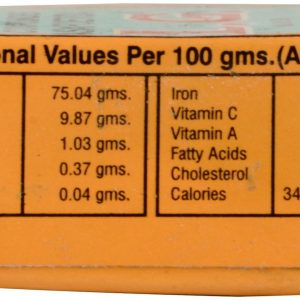 onal Values Per 100 gms.(A
75.04 gms.
9.87 gms.
1.03 gms.
0.37 gms.
0.04 gms.
Iron
Vitamin C
Vitamin A
Fatty Acids
Cholesterol
Calories 34